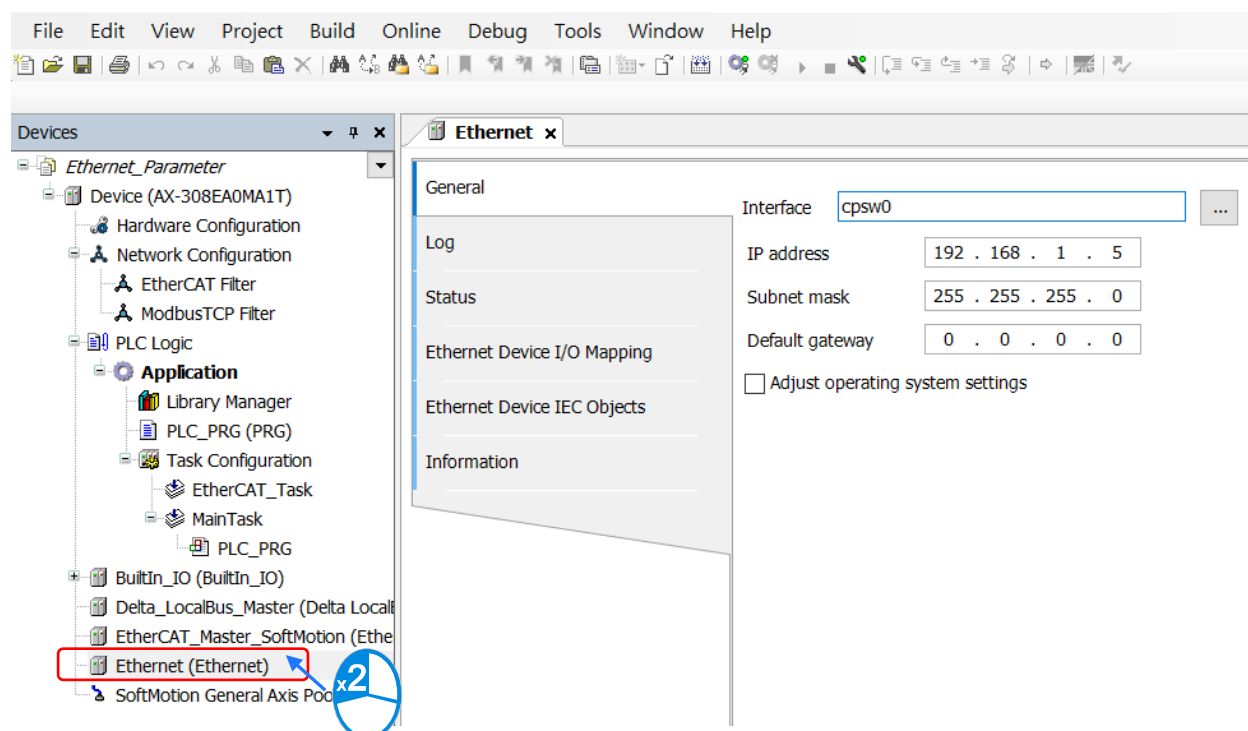 File Edit View Project Build Online Debug Tools Window Help
Devices
Ethernet_Parameter
Device (AX-308EA0MA1T)
Hardware Configuration
Network Configuration
EtherCAT Filter
ModbusTCP Filter
PLC Logic
Application
Library Manager
PLC_PRG (PRG)
Task Configuration
EtherCAT_Task
MainTask
PLC_PRG
BuiltIn_IO (BuiltIn_IO)
Delta_LocalBus_Master (Delta Local
EtherCAT_Master_SoftMotion (Ethe
Ethernet (Ethernet)
SoftMotion General Axis Poo
x2
Ethernet
General
Log
Status
Ethernet Device I/O Mapping
Ethernet Device IEC Objects
Information
Interface cpsw0 ...
IP address 192 . 168 . 1 . 5
Subnet mask 255 . 255 . 255 . 0
Default gateway 0 . 0 . 0 . 0
Adjust operating system settings